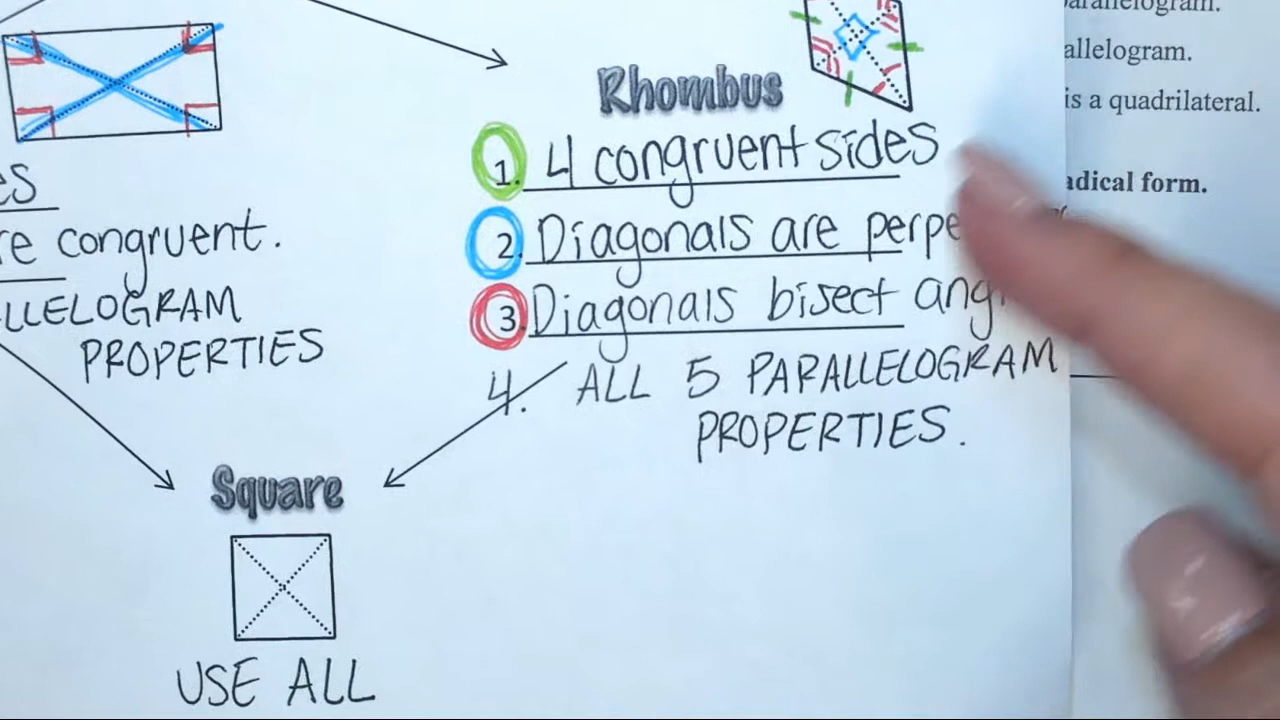 arallelogram.
allelogram.
is a quadrilateral.
adical form.
Rhombus
1. 4 congruent sides
2. Diagonals are perpe
3. Diagonals bisect ang
4. ALL 5 PARALLELOGRAM
PROPERTIES.
es
re congruent.
LLELOGRAM
PROPERTIES
Square
USE ALL